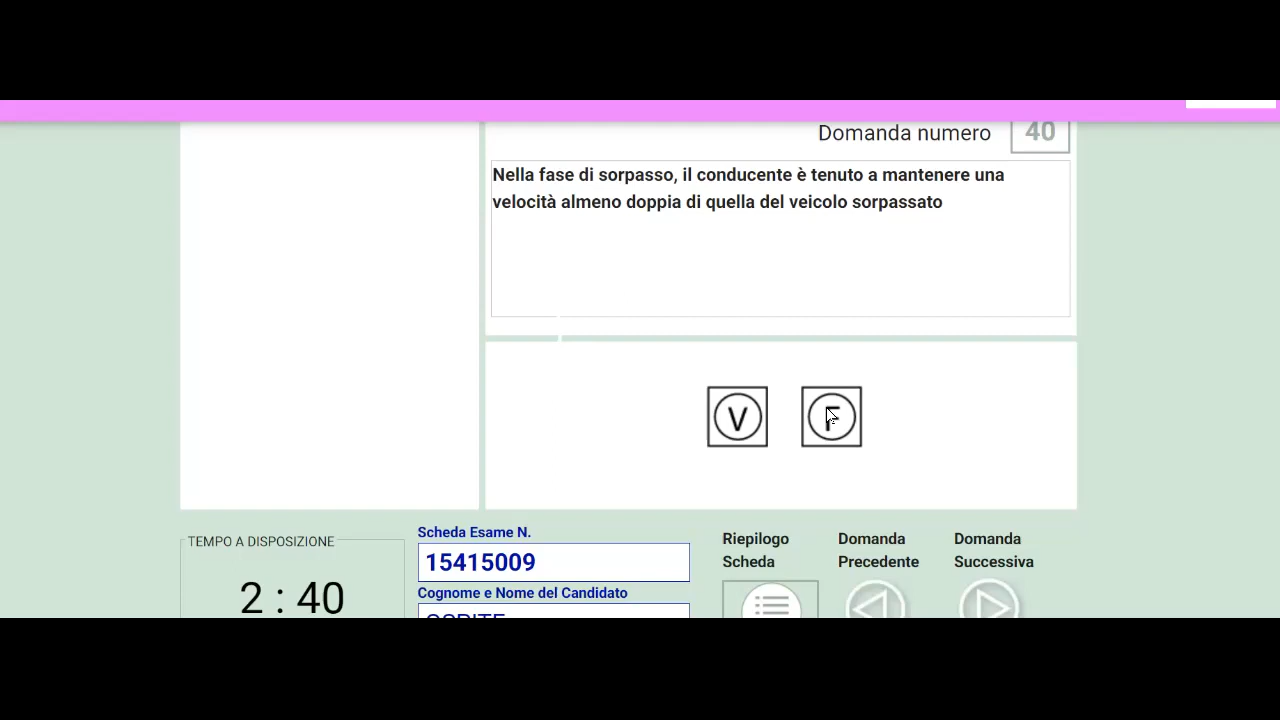 Domanda numero 40
Nella fase di sorpasso, il conducente è tenuto a mantenere una
velocità almeno doppia di quella del veicolo sorpassato
V F
TEMPO A DISPOSIZIONE
2 : 40
Scheda Esame N.
15415009
Cognome e Nome del Candidato
Riepilogo
Scheda
Domanda
Precedente
Domanda
Successiva